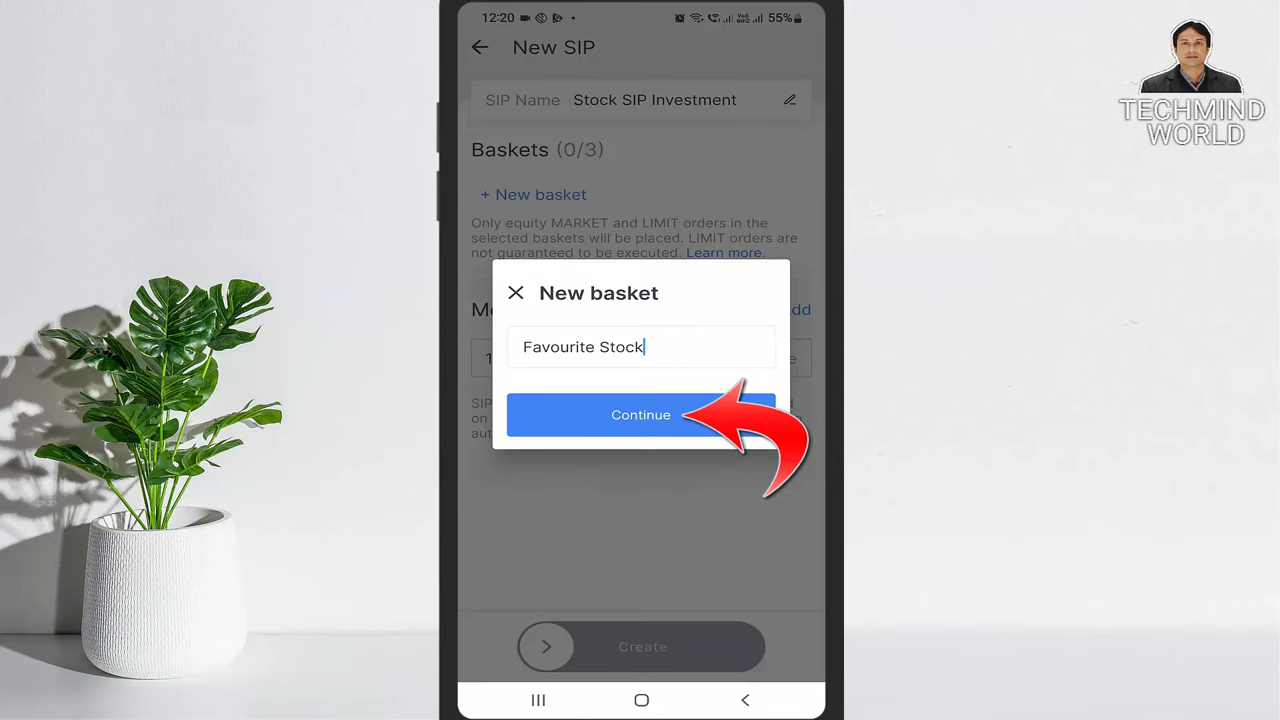 12:20
55%
New SIP
SIP Name Stock SIP Investment
Baskets (0/3)
+ New basket
Only equity MARKET and LIMIT orders in the
selected baskets will be placed. LIMIT orders are
not guaranteed to be executed. Learn more.
New basket
Favourite Stock
Continue
SIP
on
Create
TECHMIND
WORLD